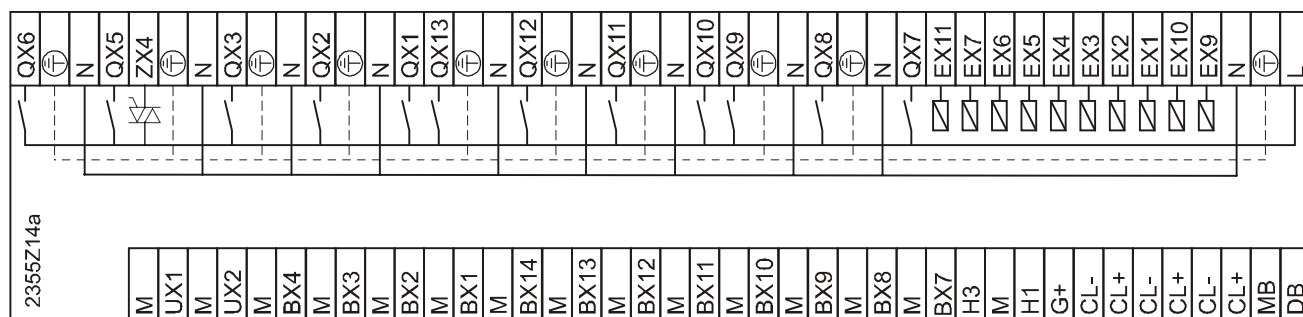 QX6
N
QX5
ZX4
N
QX3
N
QX2
N
QX1
QX13
N
QX12
N
QX11
N
QX10
QX9
N
QX8
N
QX7
EX11
EX7
EX6
EX5
EX4
EX3
EX2
EX1
EX10
EX9
N
L
2355Z14a
M
UX1
M
UX2
M
BX4
M
BX3
M
BX2
M
BX1
M
BX14
M
BX13
M
BX12
M
BX11
M
BX10
M
BX9
M
BX8
M
BX7
H3
M
H1
G+
CL-
CL+
CL-
CL+
CL-
CL+
MB
DB